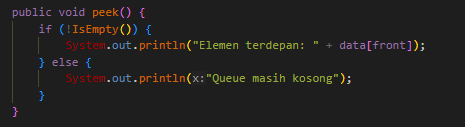 public void peek() {
    if (!IsEmpty()) {
        System.out.println("Elemen terdepan: " + data[front]);
    } else {
        System.out.println(x:"Queue masih kosong");
    }
}